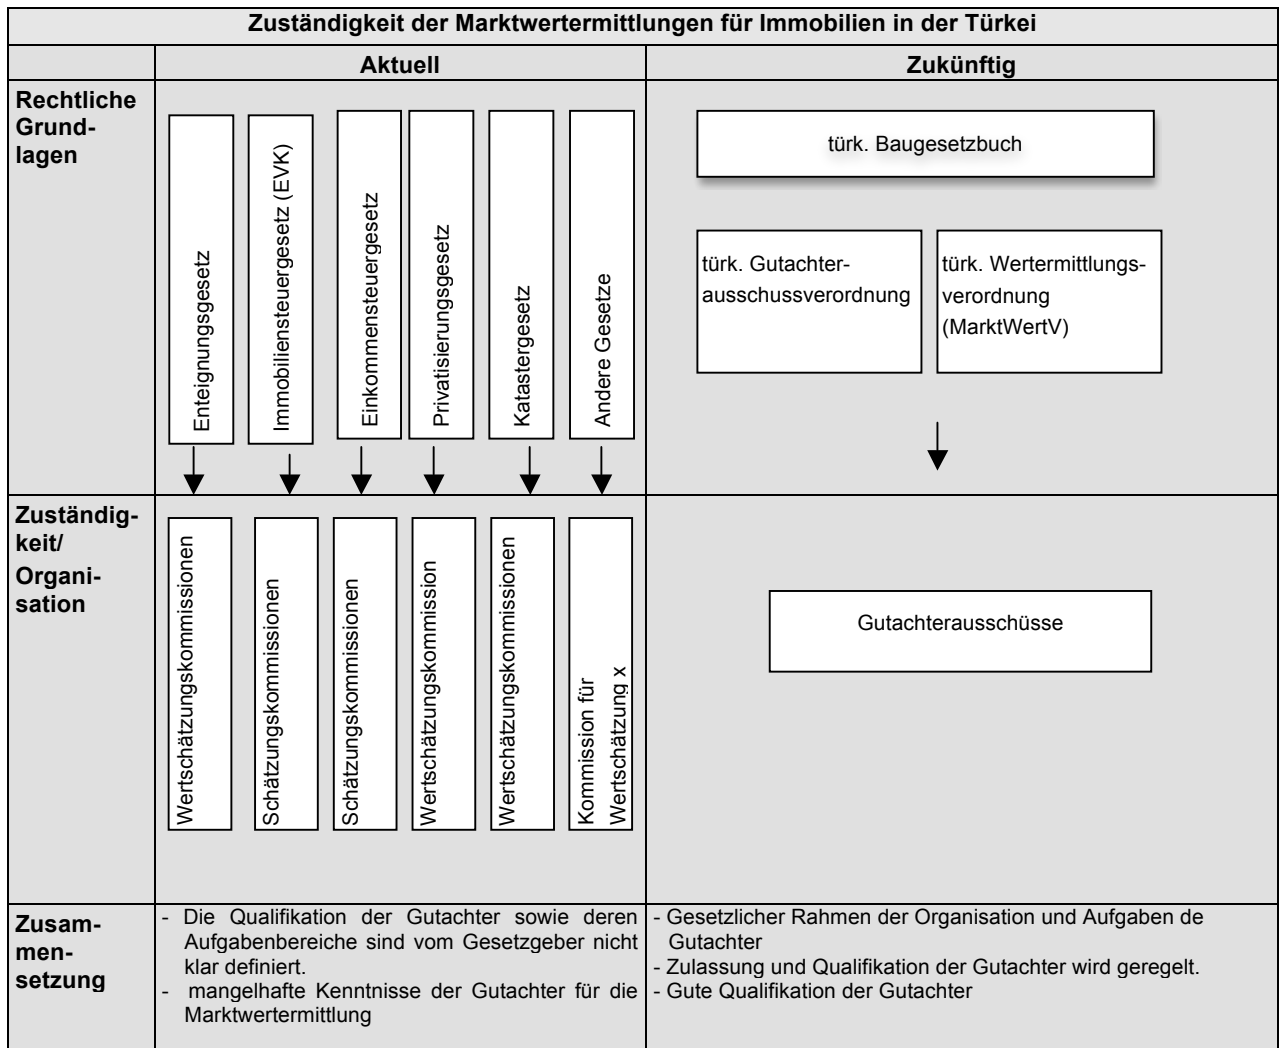 Zuständigkeit der Marktwertermittlungen für Immobilien in der Türkei
Aktuell
Zukünftig
Rechtliche
Grund-
lagen
Enteignungsgesetz
Immobiliensteuergesetz (EVK)
Einkommensteuergesetz
Privatisierungsgesetz
Katastergesetz
Andere Gesetze
türk. Baugesetzbuch
türk. Gutachter-
ausschussverordnung
türk. Wertermittlungs-
verordnung
(MarktWertV)
Zuständig-
keit/
Organi-
sation
Wertschätzungskommissionen
Schätzungskommissionen
Schätzungskommissionen
Wertschätzungskommission
Wertschätzungskommissionen
Kommission für
Wertschätzung x
Gutachterausschüsse
Zusam-
men-
setzung
- Die Qualifikation der Gutachter sowie deren
Aufgabenbereiche sind vom Gesetzgeber nicht
klar definiert.
- mangelhafte Kenntnisse der Gutachter für die
Marktwertermittlung
- Gesetzlicher Rahmen der Organisation und Aufgaben de
Gutachter
- Zulassung und Qualifikation der Gutachter wird geregelt.
- Gute Qualifikation der Gutachter